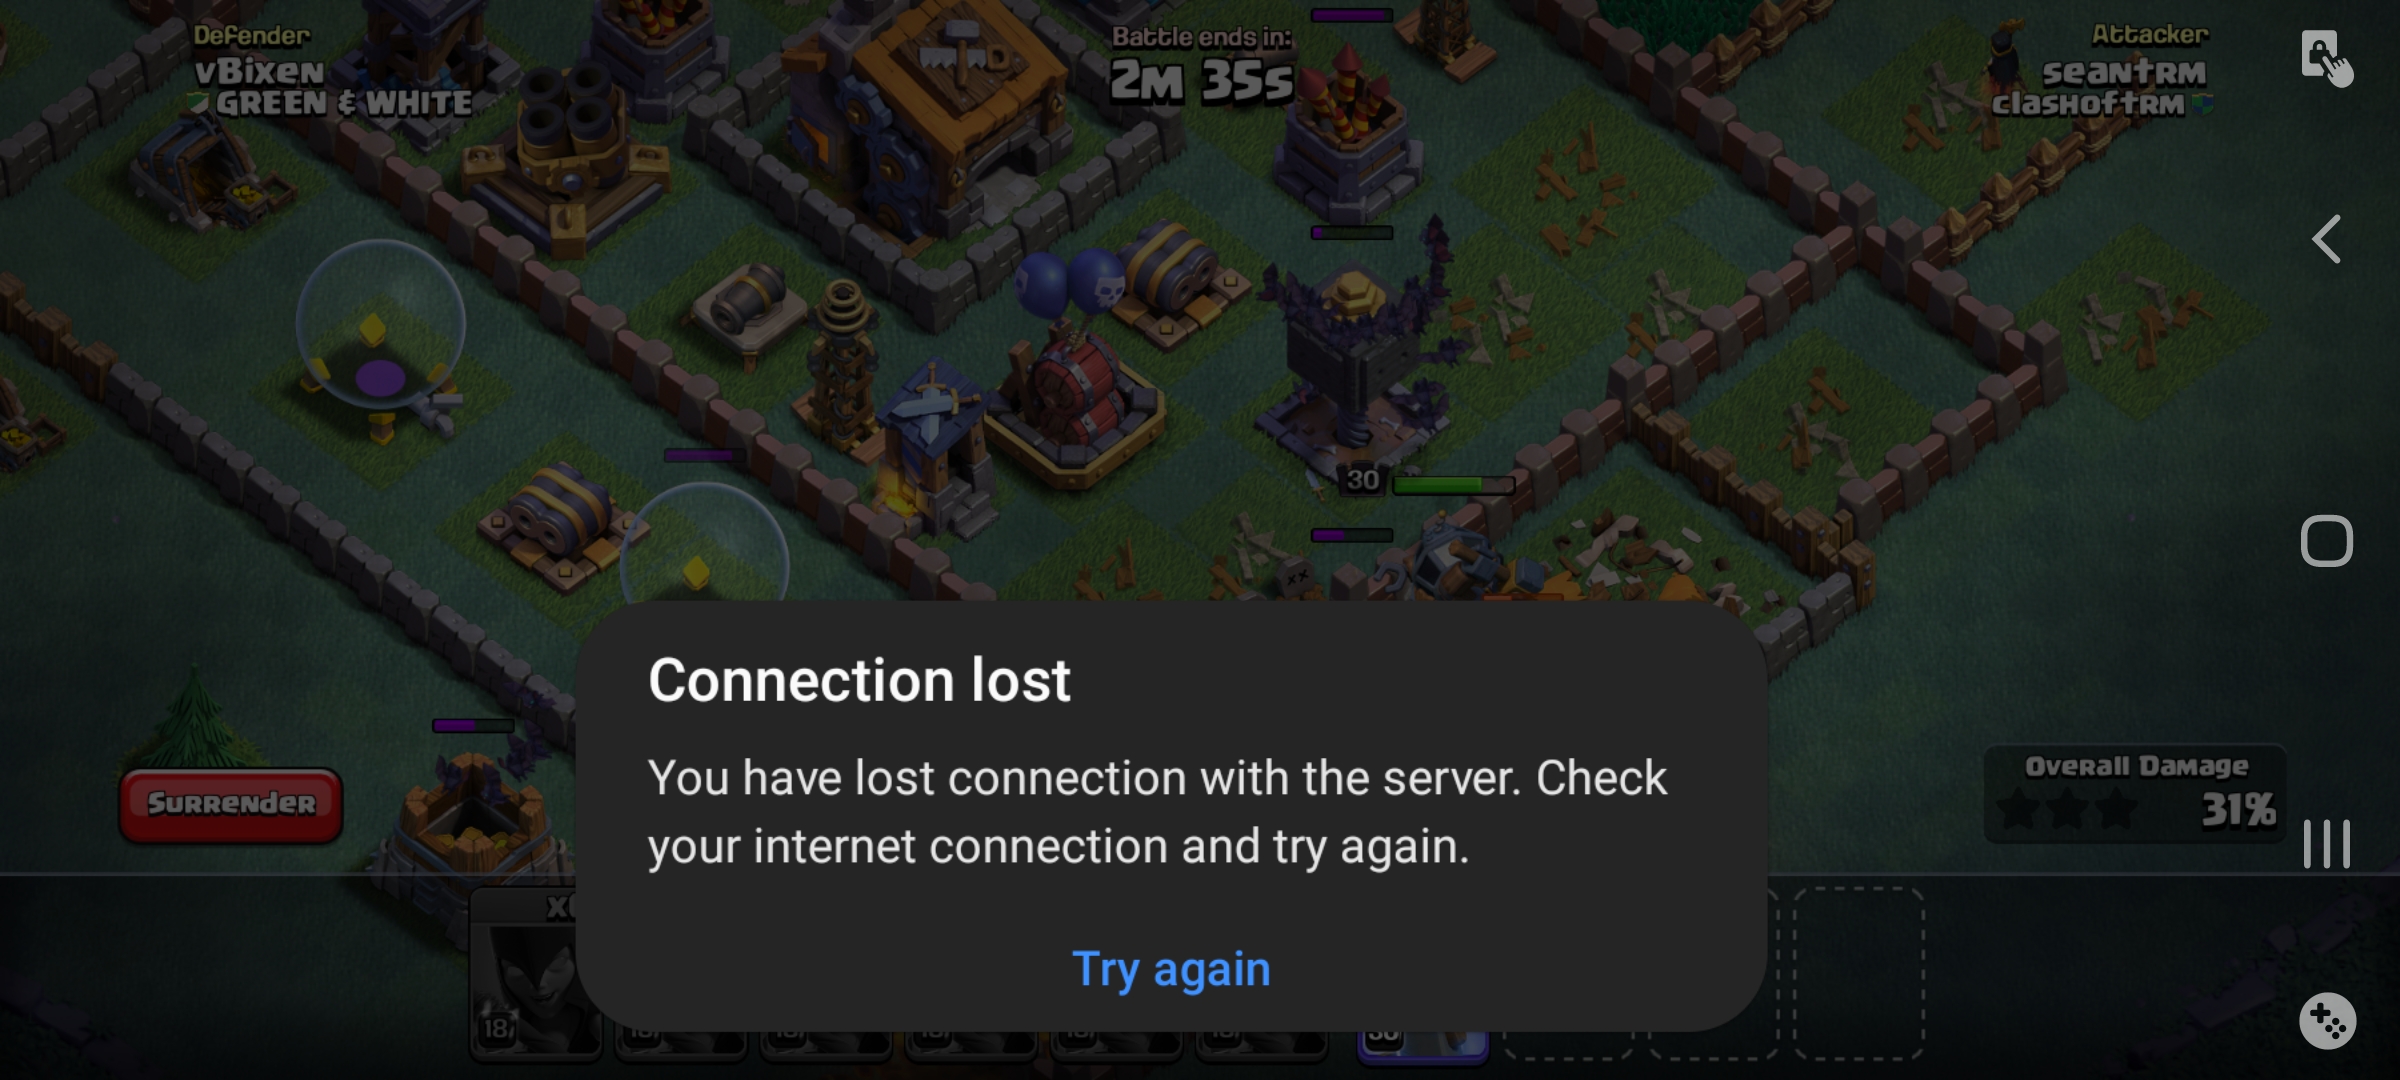 Defender
vBixen
GREEN & WHITE
Battle ends in:
2M 35s
Attacker
seantRM
clashoftRM
30
Connection lost
You have lost connection with the server. Check
your internet connection and try again.
Try again
Surrender
Overall Damage
31%
18